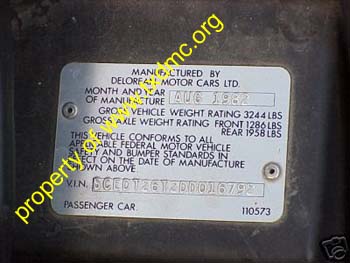 MANUFACTURED BY
DELOREAN MOTOR CARS LTD.
MONTH AND YEAR
OF MANUFACTURE AUG 1982
GROSS VEHICLE WEIGHT RATING 3244 LBS
GROSS AXLE WEIGHT RATING FRONT 1286LBS
REAR 1958 LBS
THIS VEHICLE CONFORMS TO ALL
APPLICABLE FEDERAL MOTOR VEHICLE
SAFETY AND BUMPER STANDARDS IN
EFFECT ON THE DATE OF MANUFACTURE
SHOWN ABOVE
V.I.N.
PASSENGER CAR. 110573
property of www.dmc.org